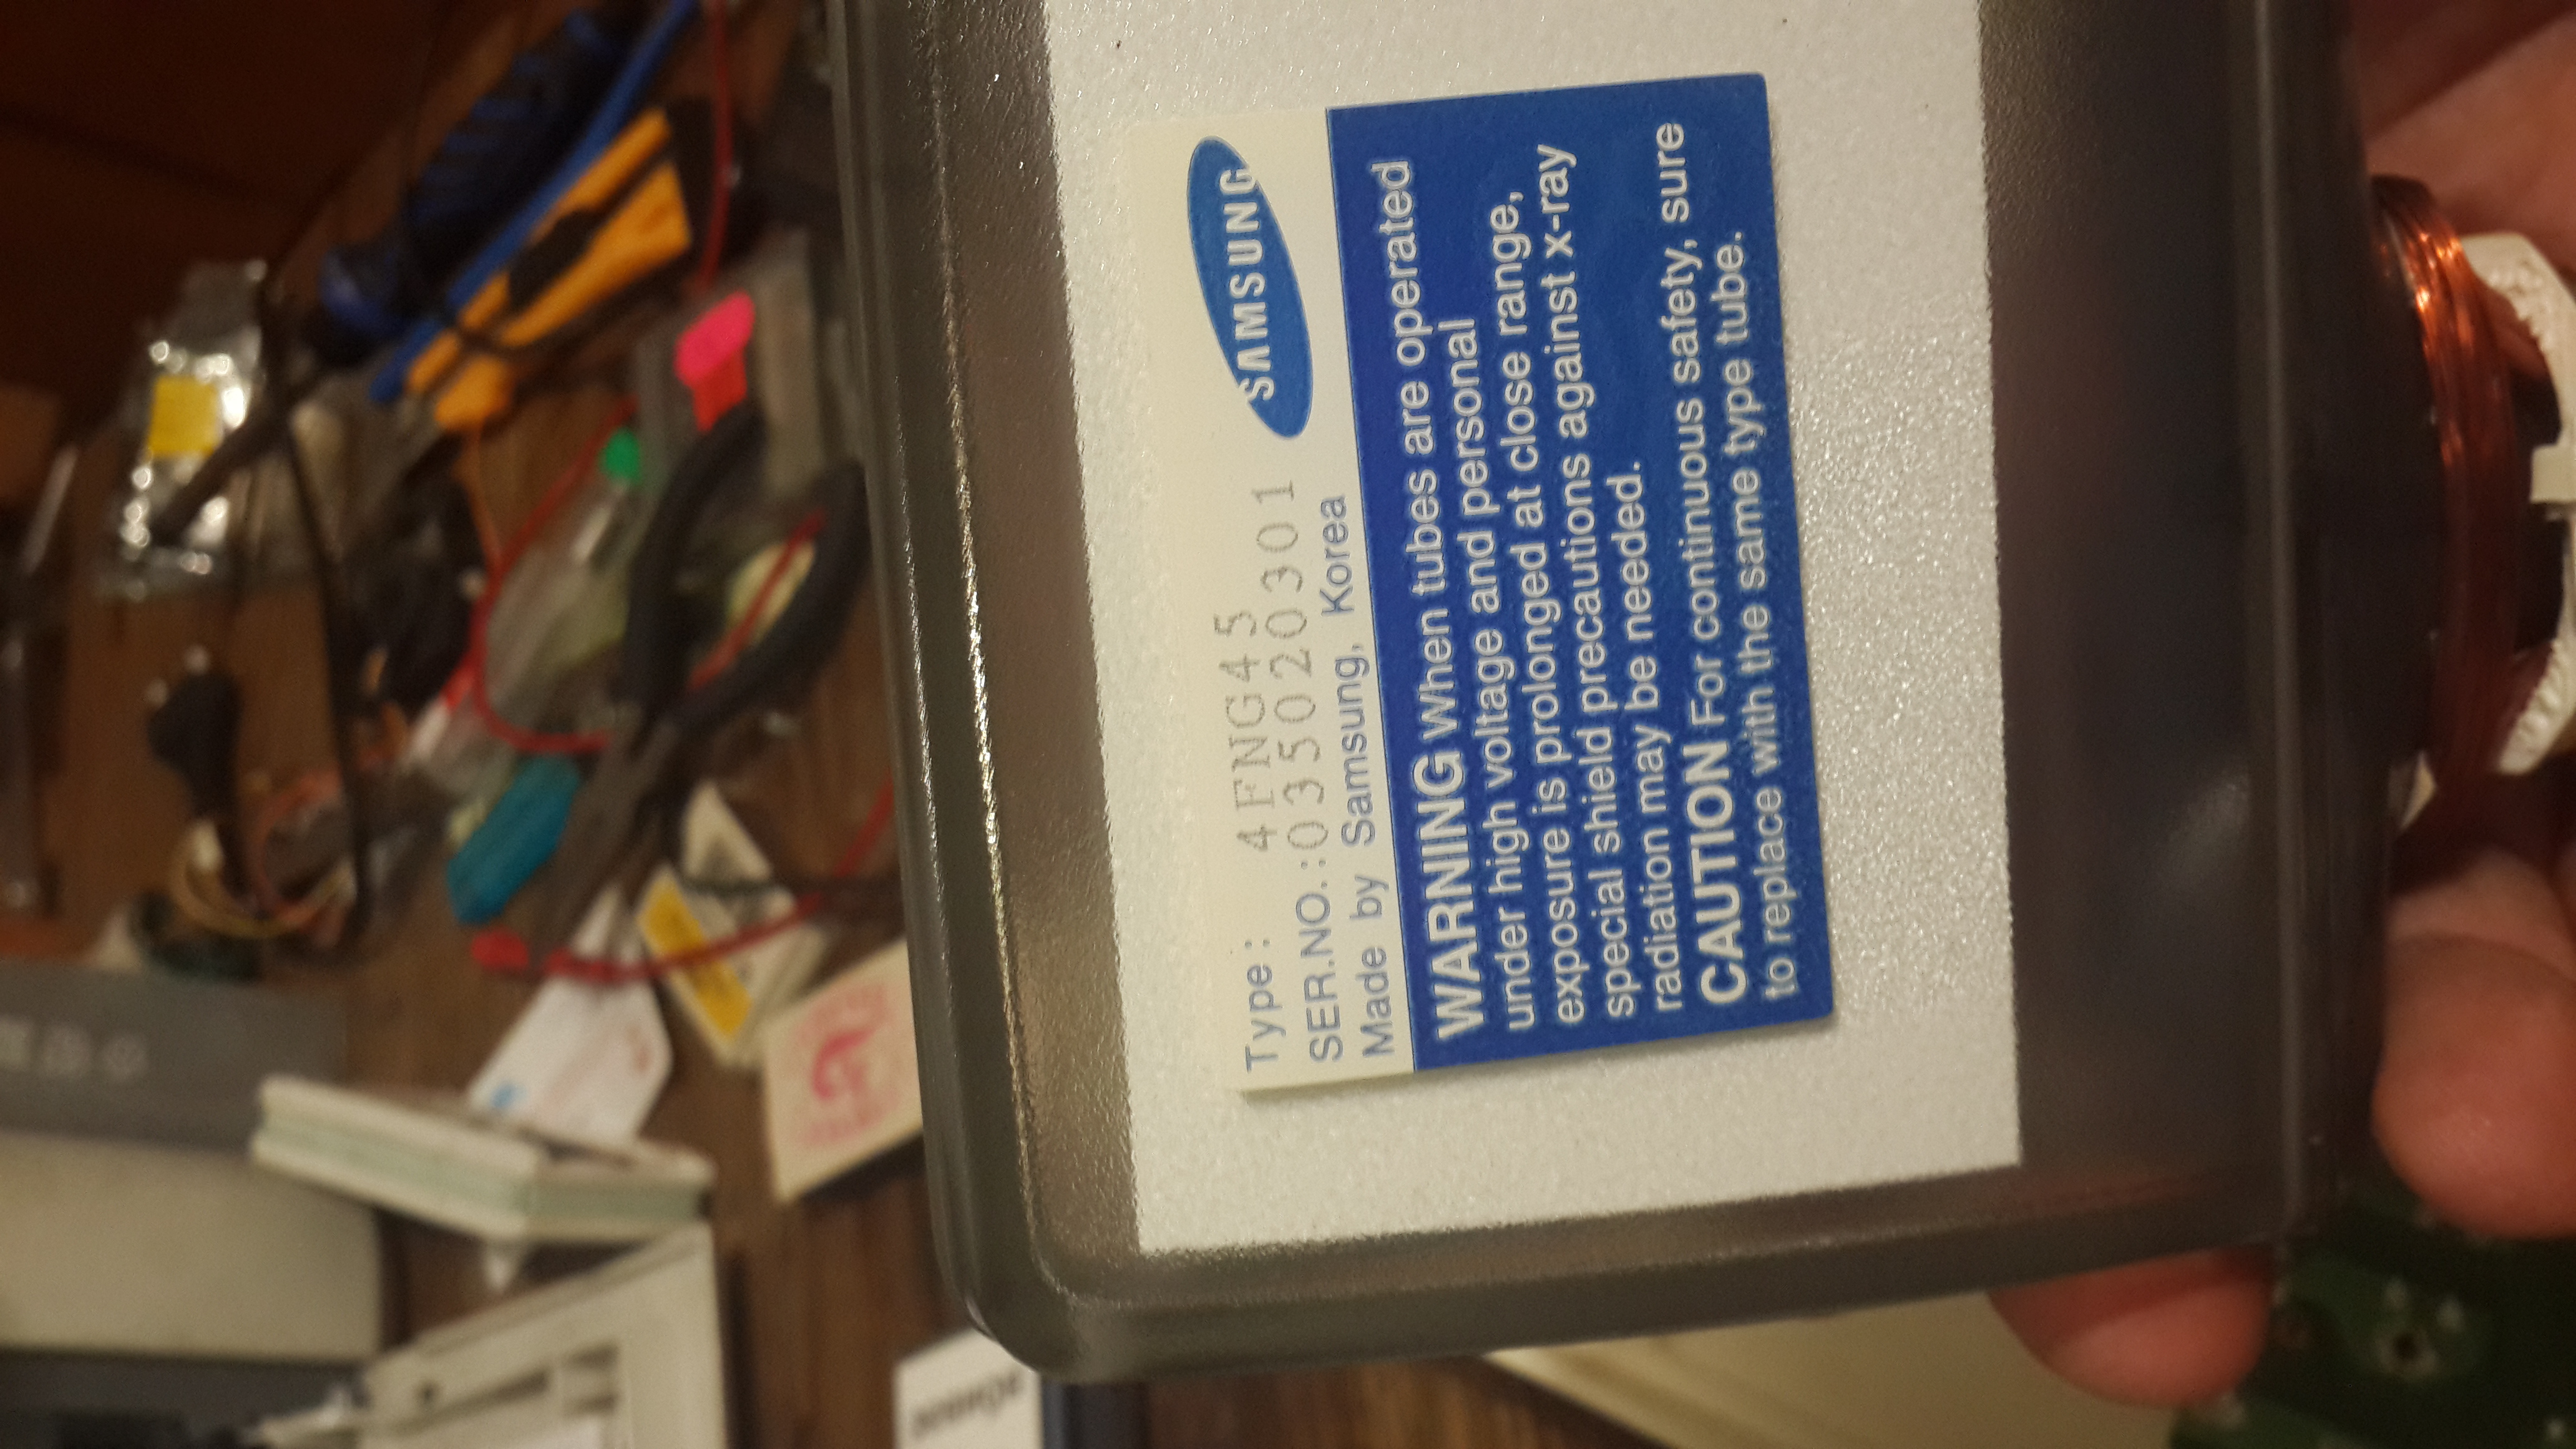 SAMSUNG
Type: 4FNG45
SER.NO.:035020301
Made by Samsung, Korea
WARNING When tubes are operated
under high voltage and personal
exposure is prolonged at close range,
special shield precautions against x-ray
radiation may be needed.
CAUTION For continuous safety, sure
to replace with the same type tube.